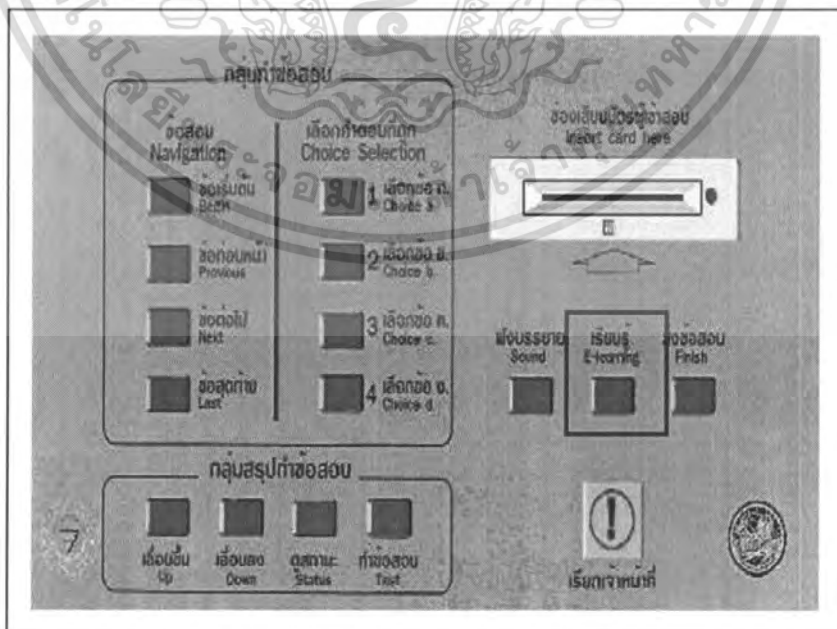 กลุ่มทำข้อสอบ
ข้อสอบ
Navigation
ข้อเริ่มต้น
Begin
ข้อก่อนหน้า
Previous
ข้อต่อไป
Next
ข้อสุดท้าย
Last
เลือกคำตอบที่ถูก
Choice Selection
1 เลือกข้อ ก.
Choice a.
2 เลือกข้อ ข.
Choice b.
3 เลือกข้อ ค.
Choice c.
4 เลือกข้อ ง.
Choice d.
ช่องเสียบบัตรผู้เข้าสอบ
Insert card here
ฟังบรรยาย
Sound
เรียนรู้
E-learning
ส่งข้อสอบ
Finish
กลุ่มสรุปทำข้อสอบ
เลื่อนขึ้น
Up
เลื่อนลง
Down
ดูสถานะ
Status
ทำข้อสอบ
Test
7
!
เรียกเจ้าหน้าที่